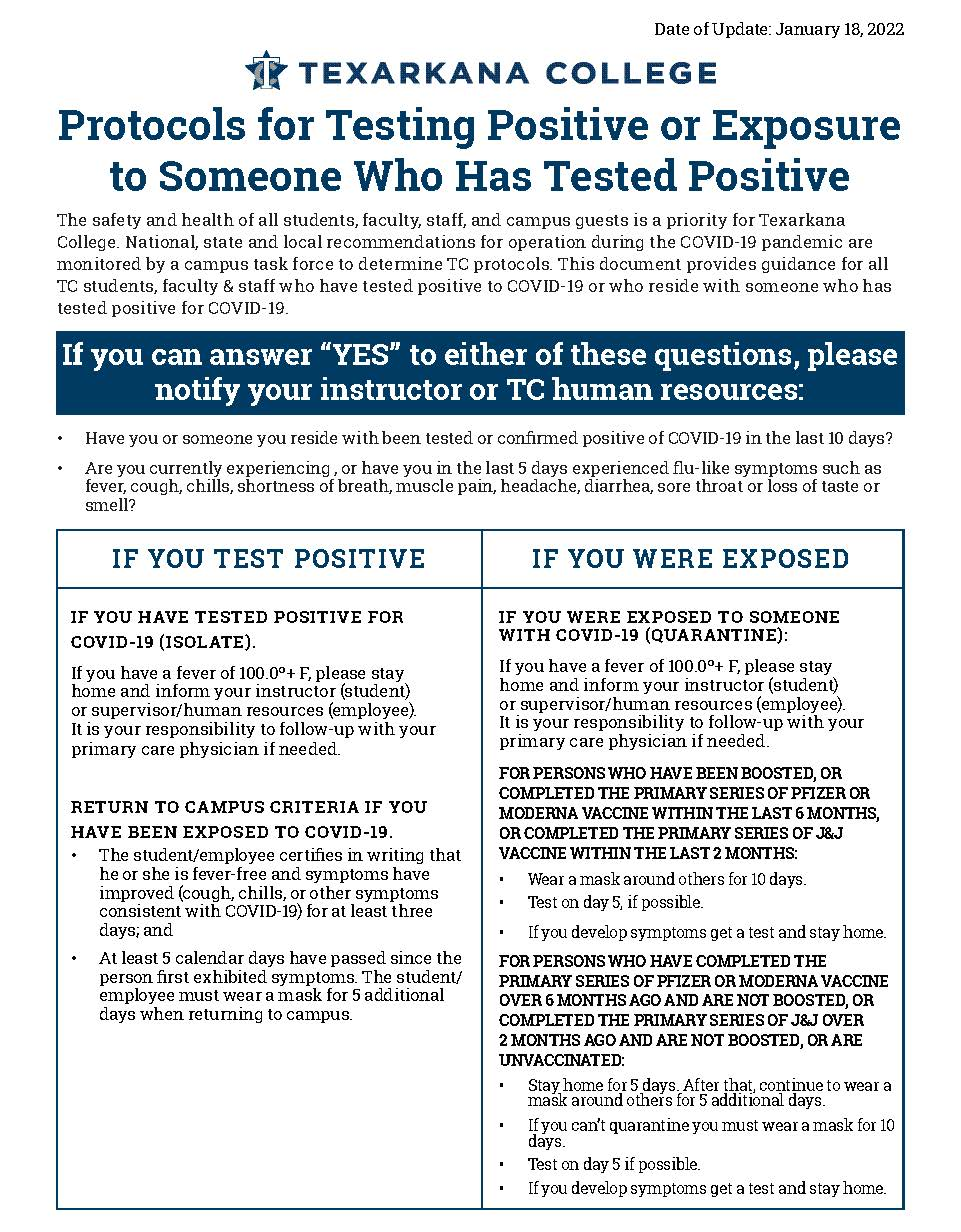 Date of Update: January 18, 2022
TEXARKANA COLLEGE
Protocols for Testing Positive or Exposure
to Someone Who Has Tested Positive
The safety and health of all students, faculty, staff, and campus guests is a priority for Texarkana
College. National, state and local recommendations for operation during the COVID-19 pandemic are
monitored by a campus task force to determine TC protocols. This document provides guidance for all
TC students, faculty & staff who have tested positive to COVID-19 or who reside with someone who has
tested positive for COVID-19.
If you can answer “YES” to either of these questions, please
notify your instructor or TC human resources:
• Have you or someone you reside with been tested or confirmed positive of COVID-19 in the last 10 days?
• Are you currently experiencing , or have you in the last 5 days experienced flu-like symptoms such as
fever, cough, chills, shortness of breath, muscle pain, headache, diarrhea, sore throat or loss of taste or
smell?
IF YOU TEST POSITIVE
IF YOU HAVE TESTED POSITIVE FOR
COVID-19 (ISOLATE).
If you have a fever of 100.0º+ F, please stay
home and inform your instructor (student)
or supervisor/human resources (employee).
It is your responsibility to follow-up with your
primary care physician if needed.
RETURN TO CAMPUS CRITERIA IF YOU
HAVE BEEN EXPOSED TO COVID-19.
• The student/employee certifies in writing that
he or she is fever-free and symptoms have
improved (cough, chills, or other symptoms
consistent with COVID-19) for at least three
days; and
• At least 5 calendar days have passed since the
person first exhibited symptoms. The student/
employee must wear a mask for 5 additional
days when returning to campus.
IF YOU WERE EXPOSED
IF YOU WERE EXPOSED TO SOMEONE
WITH COVID-19 (QUARANTINE):
If you have a fever of 100.0º+ F, please stay
home and inform your instructor (student)
or supervisor/human resources (employee).
It is your responsibility to follow-up with your
primary care physician if needed.
FOR PERSONS WHO HAVE BEEN BOOSTED, OR
COMPLETED THE PRIMARY SERIES OF PFIZER OR
MODERNA VACCINE WITHIN THE LAST 6 MONTHS,
OR COMPLETED THE PRIMARY SERIES OF J&J
VACCINE WITHIN THE LAST 2 MONTHS:
• Wear a mask around others for 10 days.
• Test on day 5, if possible.
• If you develop symptoms get a test and stay home.
FOR PERSONS WHO HAVE COMPLETED THE
PRIMARY SERIES OF PFIZER OR MODERNA VACCINE
OVER 6 MONTHS AGO AND ARE NOT BOOSTED, OR
COMPLETED THE PRIMARY SERIES OF J&J OVER
2 MONTHS AGO AND ARE NOT BOOSTED, OR ARE
UNVACCINATED:
• Stay home for 5 days. After that, continue to wear a
mask around others for 5 additional days.
• If you can’t quarantine you must wear a mask for 10
days.
• Test on day 5 if possible.
• If you develop symptoms get a test and stay home.